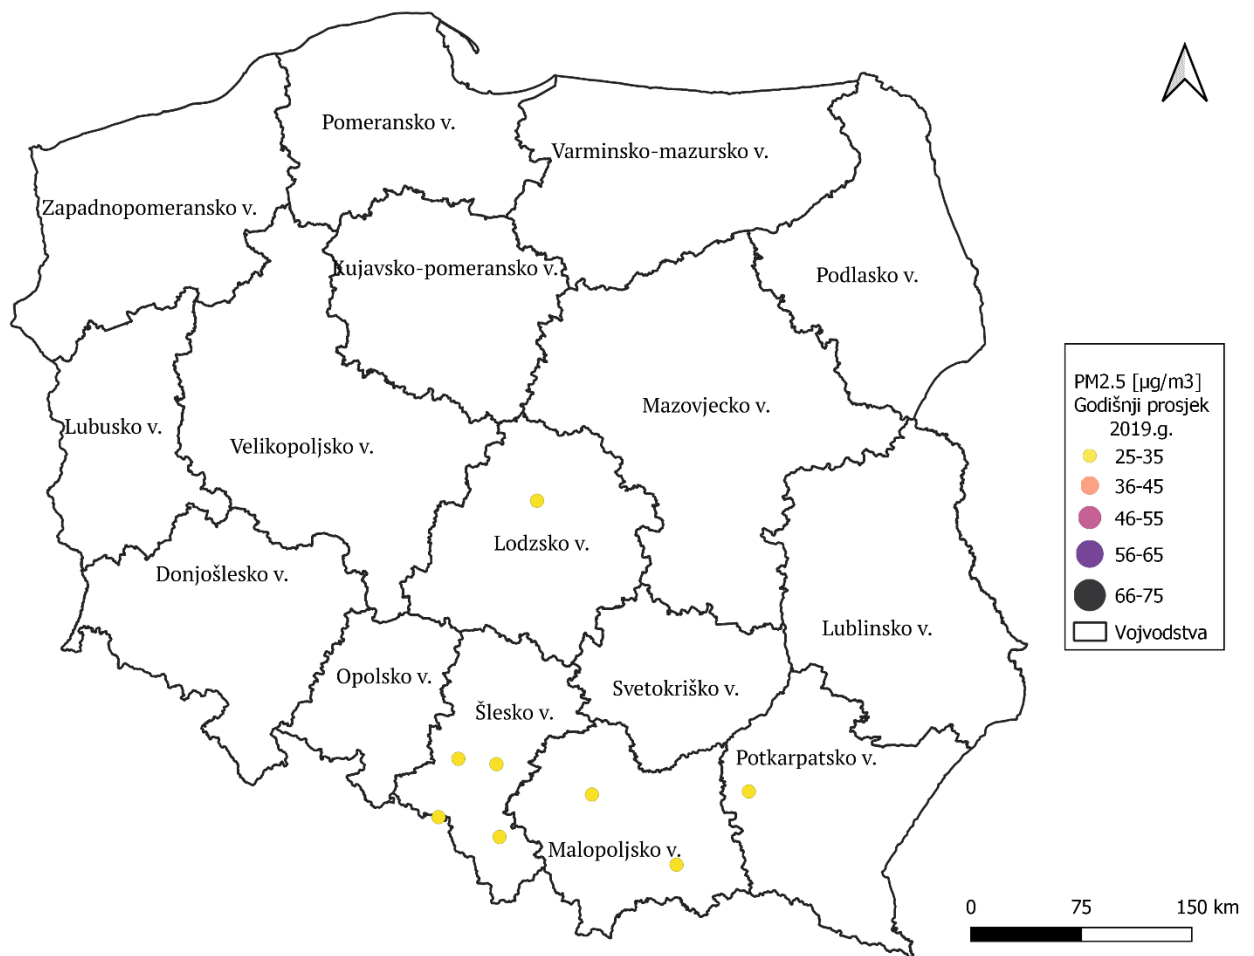 Pomeransko v.
Varminsko-mazursko v.
Zapadnopomeransko v.
Kujavsko-pomeransko v.
Podlasko v.
Mazovjecko v.
Lubusko v.
Velikopoljsko v.
Lodzsko v.
Donjošlesko v.
Lublinsko v.
Opolsko v.
Svetokriško v.
Šlesko v.
Potkarpatsko v.
Malopoljsko v.
PM2.5 [µg/m3]
Godišnji prosjek
2019.g.
25-35
36-45
46-55
56-65
66-75
Vojvodstva
0 75 150 km